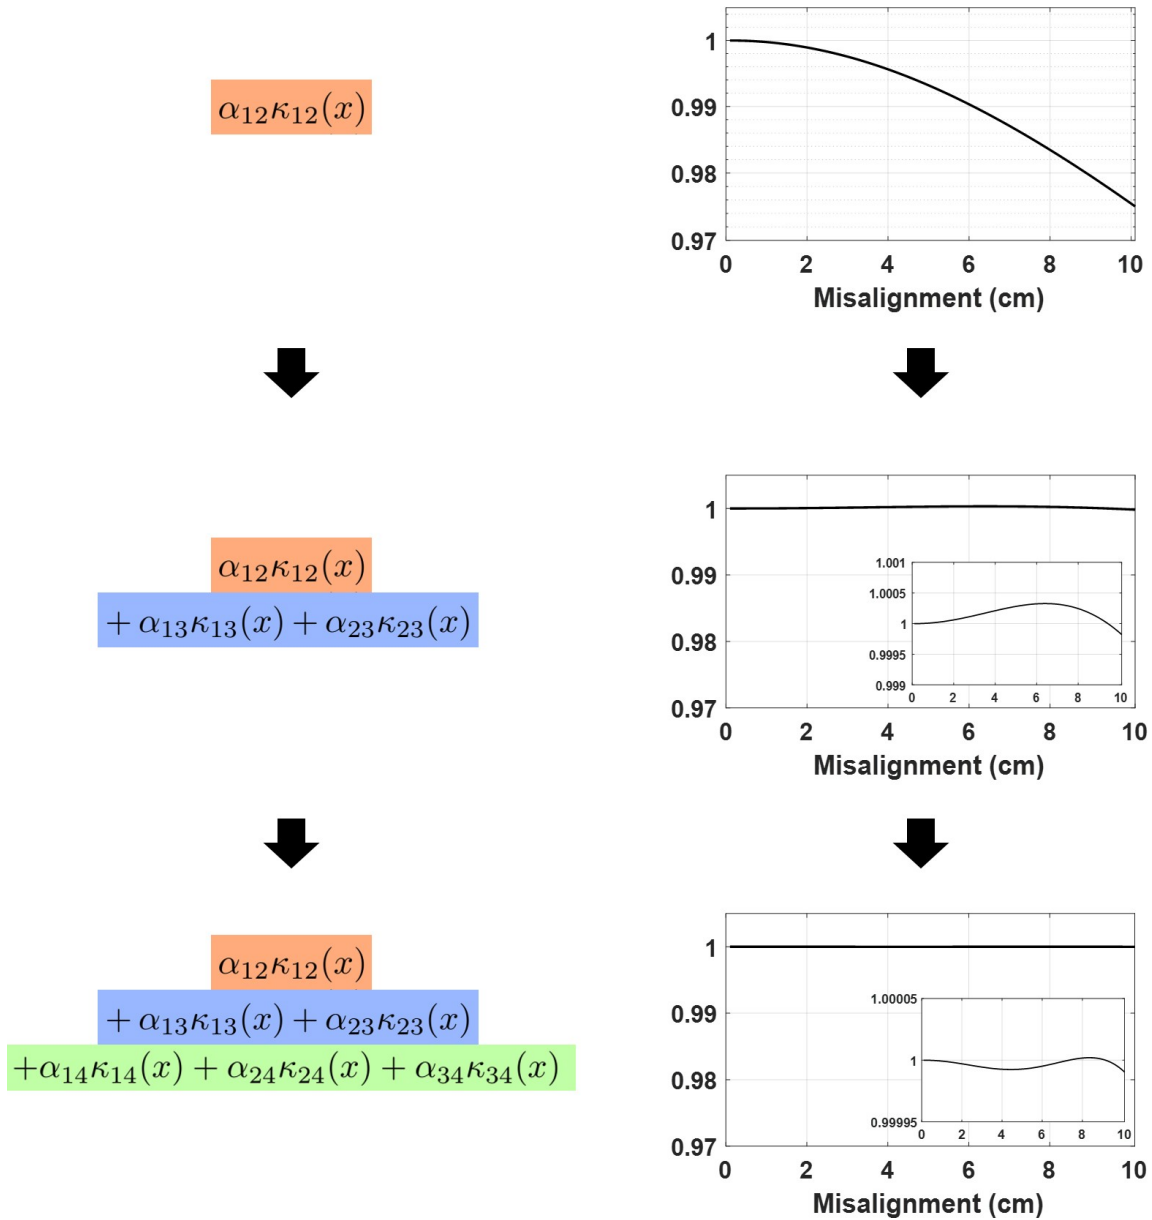 α₁₂κ₁₂(x)
1
0.99
0.98
0.97
0 2 4 6 8 10
Misalignment (cm)
α₁₂κ₁₂(x)
+ α₁₃κ₁₃(x) + α₂₃κ₂₃(x)
1
0.99
0.98
0.97
0 2 4 6 8 10
Misalignment (cm)
1.001
1.0005
1
0.9995
0.999
0 2 4 6 8 10
α₁₂κ₁₂(x)
+ α₁₃κ₁₃(x) + α₂₃κ₂₃(x)
+α₁₄κ₁₄(x) + α₂₄κ₂₄(x) + α₃₄κ₃₄(x)
1
0.99
0.98
0.97
0 2 4 6 8 10
Misalignment (cm)
1.00005
1
0.99995
0 2 4 6 8 10